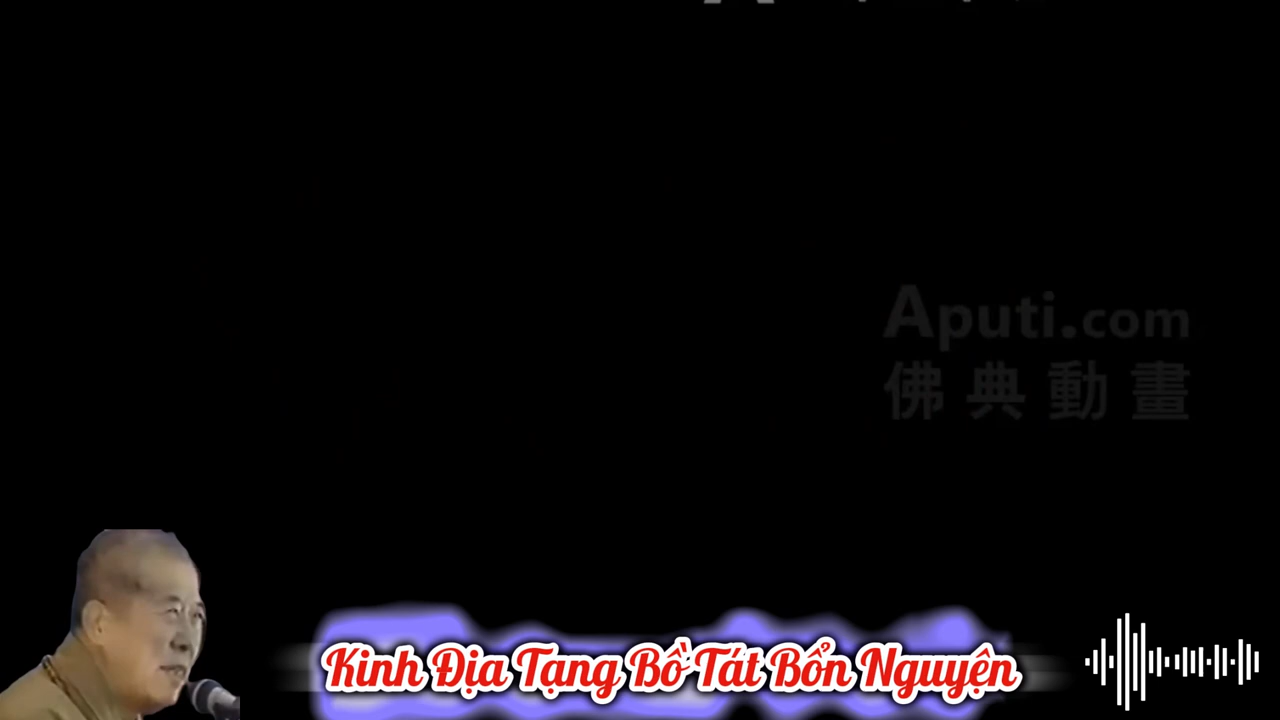 Aputi.com
佛典動畫
Kinh Địa Tạng Bồ Tát Bổn Nguyện